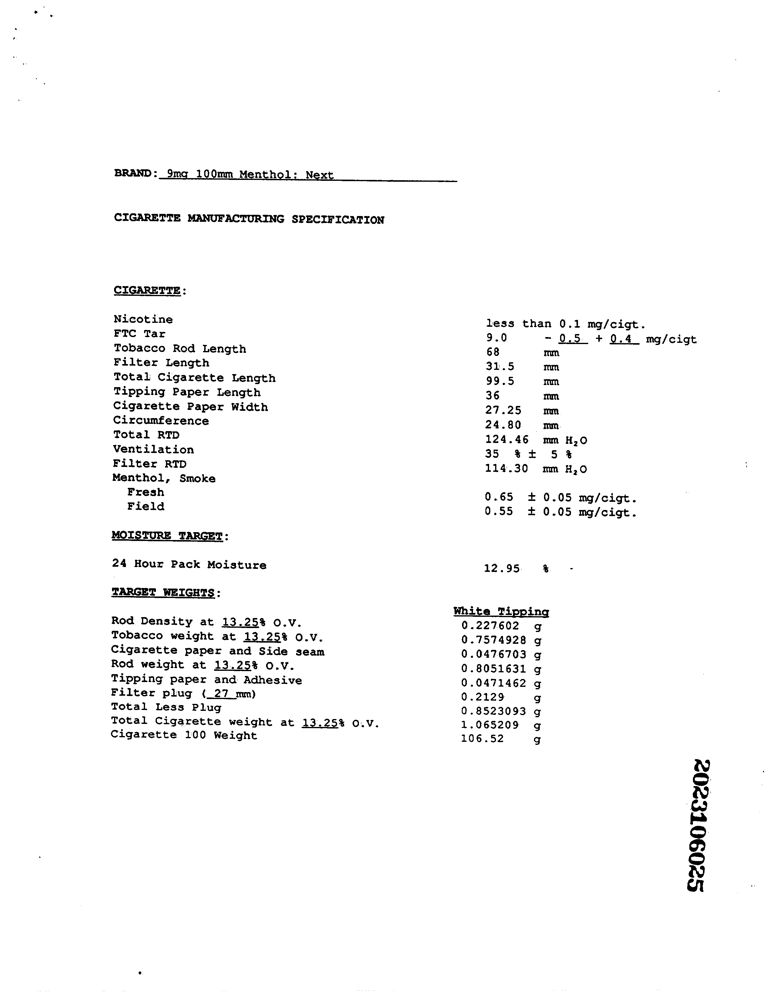 BRAND: 9mg 100mm Menthol: Next
CIGARETTE MANUFACTURING SPECIFICATION
CIGARETTE:
Nicotine less than 0.1 mg/cigt.
FTC Tar 9.0 - 0.5 + 0.4 mg/cigt
Tobacco Rod Length 68 mm
Filter Length 31.5 mm
Total Cigarette Length 99.5 mm
Tipping Paper Length 36 mm
Cigarette Paper Width 27.25 mm
Circumference 24.80 mm
Total RTD 124.46 mm H₂O
Ventilation 35 % ± 5 %
Filter RTD 114.30 mm H₂O
Menthol, Smoke
Fresh 0.65 ± 0.05 mg/cigt.
Field 0.55 ± 0.05 mg/cigt.
MOISTURE TARGET:
24 Hour Pack Moisture 12.95 %
TARGET WEIGHTS:
White Tipping
Rod Density at 13.25% O.V. 0.227602 g
Tobacco weight at 13.25% O.V. 0.7574928 g
Cigarette paper and Side seam 0.0476703 g
Rod weight at 13.25% O.V. 0.8051631 g
Tipping paper and Adhesive 0.0471462 g
Filter plug ( 27 mm) 0.2129 g
Total Less Plug 0.8523093 g
Total Cigarette weight at 13.25% O.V. 1.065209 g
Cigarette 100 Weight 106.52 g
2023106025